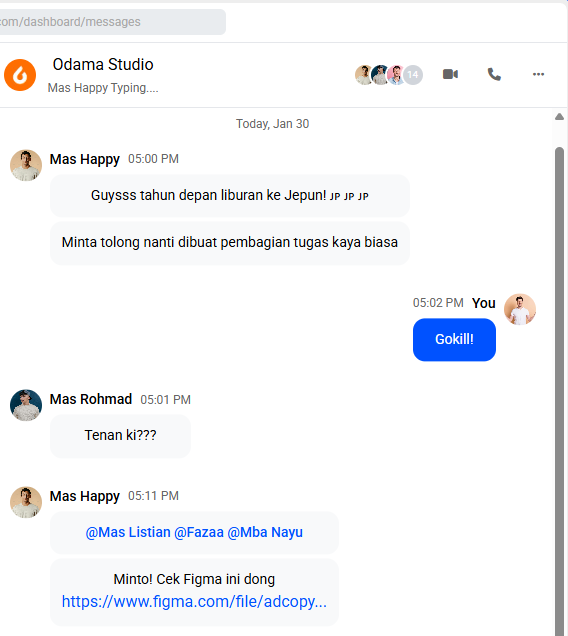 com/dashboard/messages
Odama Studio
Mas Happy Typing....
14
Today, Jan 30
Mas Happy 05:00 PM
Guysss tahun depan liburan ke Jepun! JP JP JP
Minta tolong nanti dibuat pembagian tugas kaya biasa
05:02 PM You
Gokill!
Mas Rohmad 05:01 PM
Tenan ki???
Mas Happy 05:11 PM
@Mas Listian @Fazaa @Mba Nayu
Minto! Cek Figma ini dong
https://www.figma.com/file/adcopy...